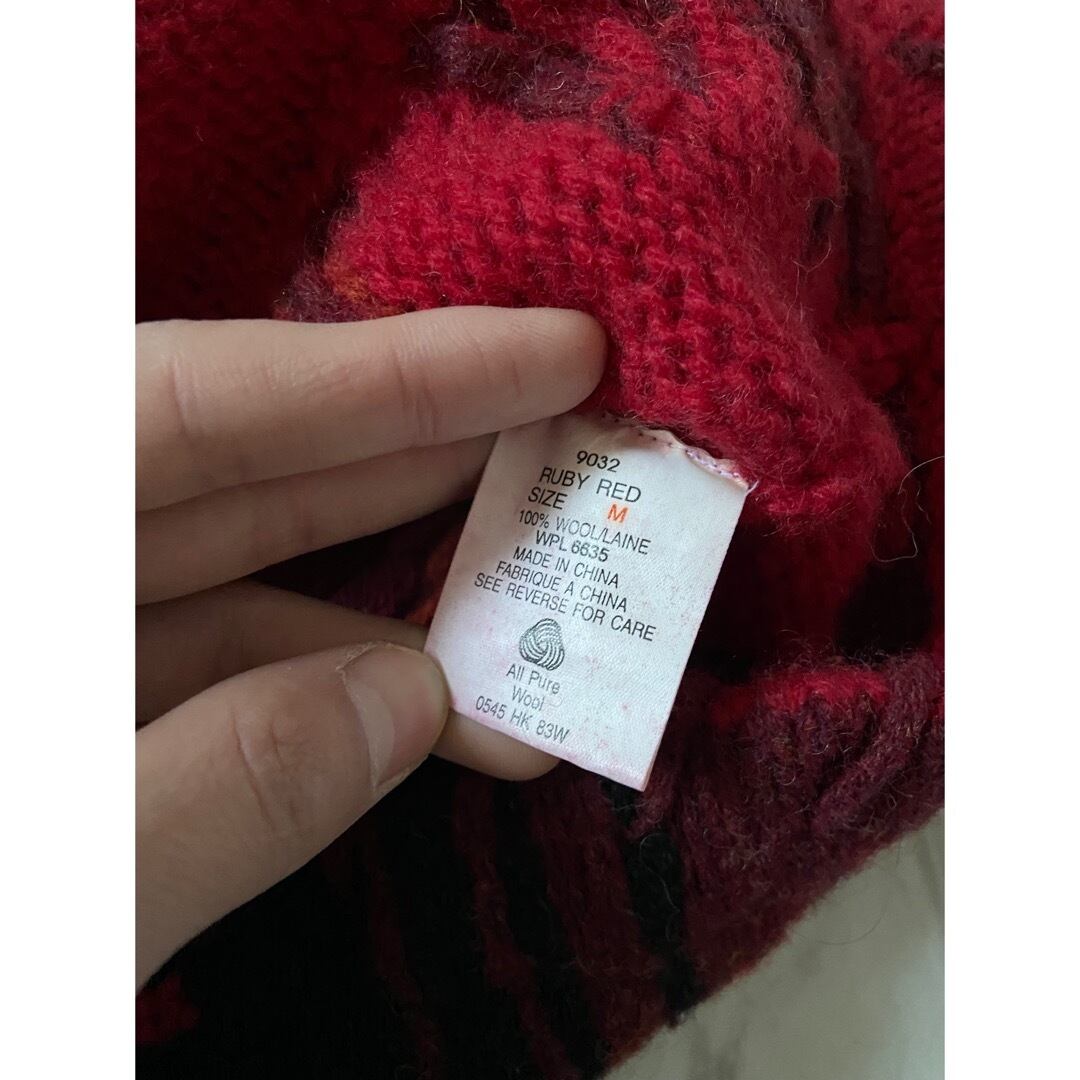 9032
RUBY RED
SIZE M
100% WOOL/LAINE
WPL 6635
MADE IN CHINA
FABRIQUE A CHINA
SEE REVERSE FOR CARE
All Pure
Wool
0545 HK 83W